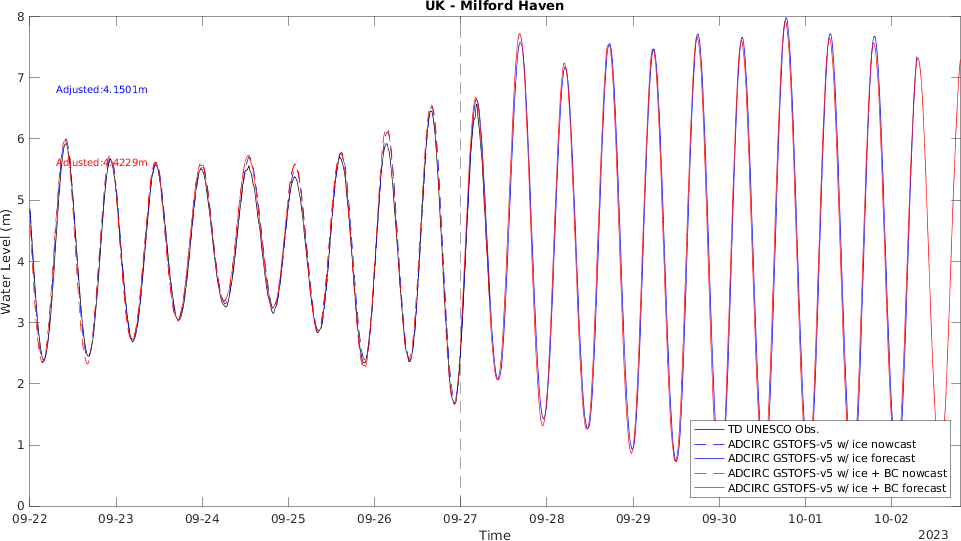 UK - Milford Haven
8
7
6
5
4
3
2
1
0
Water Level (m)
Adjusted:4.1501m
Adjusted:4.4229m
TD UNESCO Obs.
ADCIRC GSTOFS-v5 w/ ice nowcast
ADCIRC GSTOFS-v5 w/ ice forecast
ADCIRC GSTOFS-v5 w/ ice + BC nowcast
ADCIRC GSTOFS-v5 w/ ice + BC forecast
09-22 09-23 09-24 09-25 09-26 09-27 09-28 09-29 09-30 10-01 10-02
Time
2023